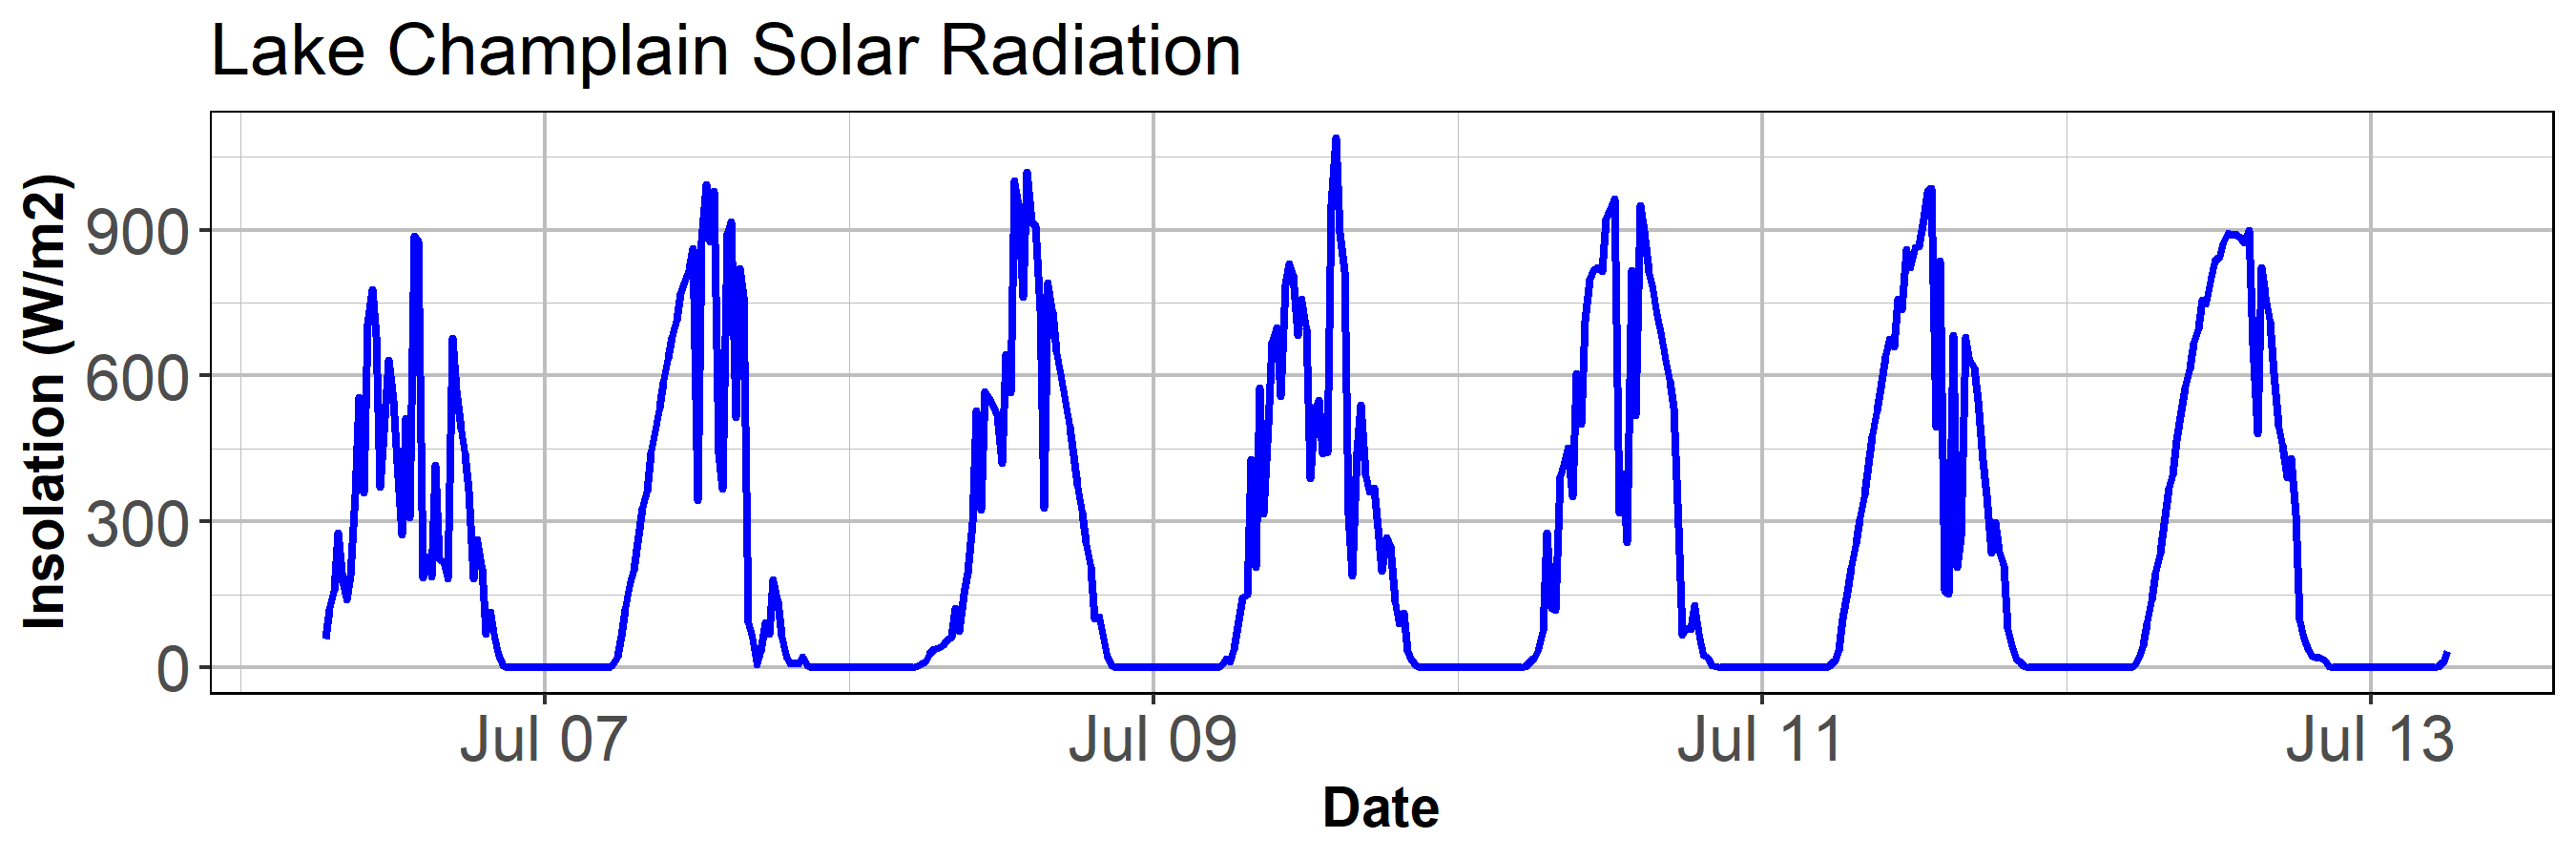 Lake Champlain Solar Radiation
Insolation (W/m2)
900
600
300
0
Jul 07 Jul 09 Jul 11 Jul 13
Date